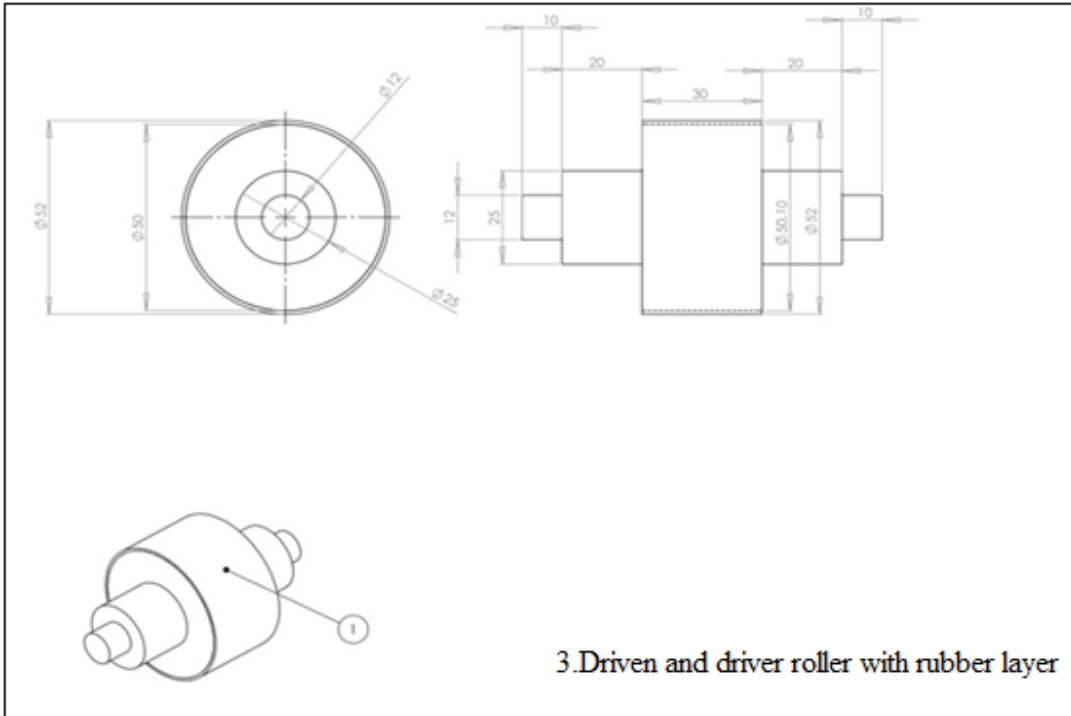 10
10
20
20
30
Ø12
Ø52
Ø50
12
25
Ø50,10
Ø52
Ø25
1
3.Driven and driver roller with rubber layer